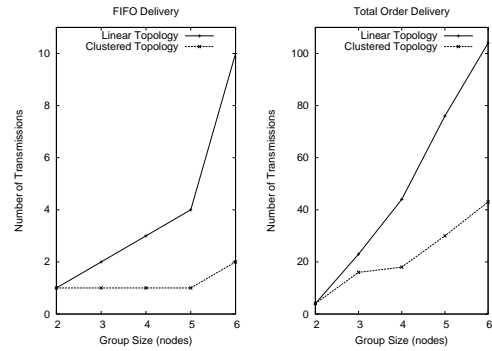 FIFO Delivery
Linear Topology
Clustered Topology
Number of Transmissions
10
8
6
4
2
0
2 3 4 5 6
Group Size (nodes)
Total Order Delivery
Linear Topology
Clustered Topology
Number of Transmissions
100
80
60
40
20
0
2 3 4 5 6
Group Size (nodes)